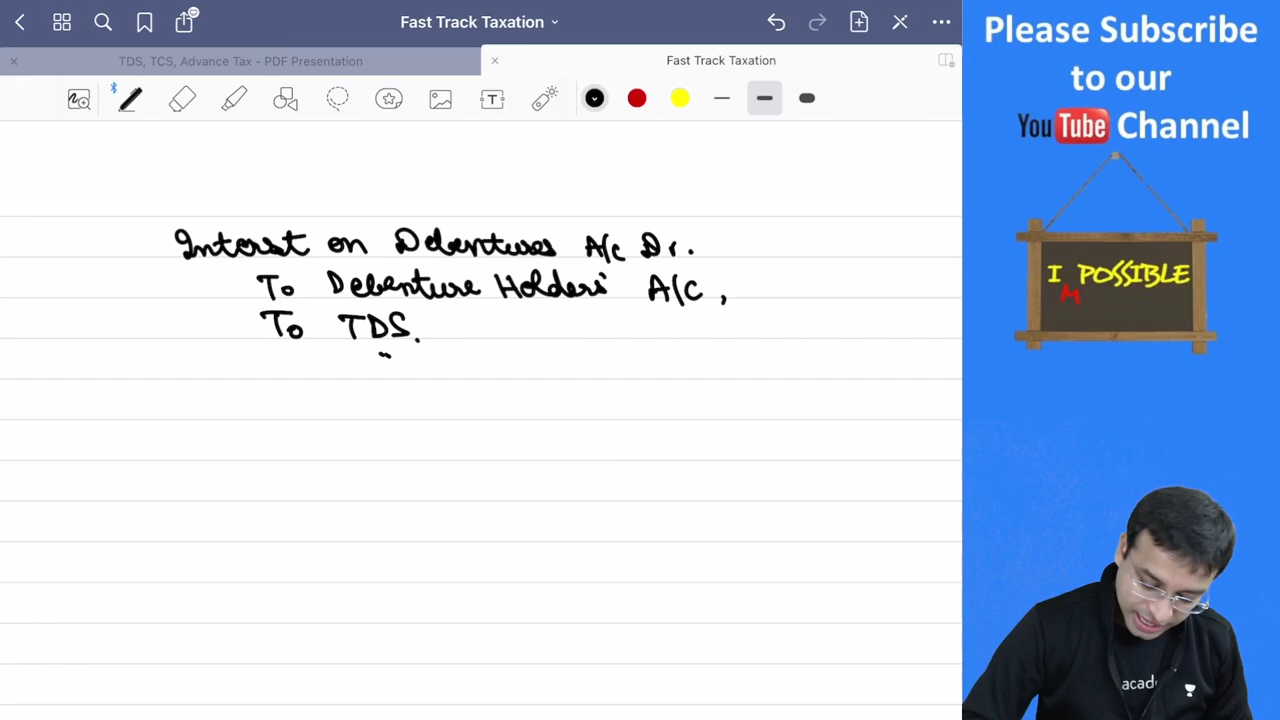 Fast Track Taxation
TDS, TCS, Advance Tax - PDF Presentation
Fast Track Taxation
T
Interest on Debentures A/c Dr.
To Debenture Holders' A/C,
To TDS.
Please Subscribe
to our
YouTube Channel
I POSSIBLE
M
acade